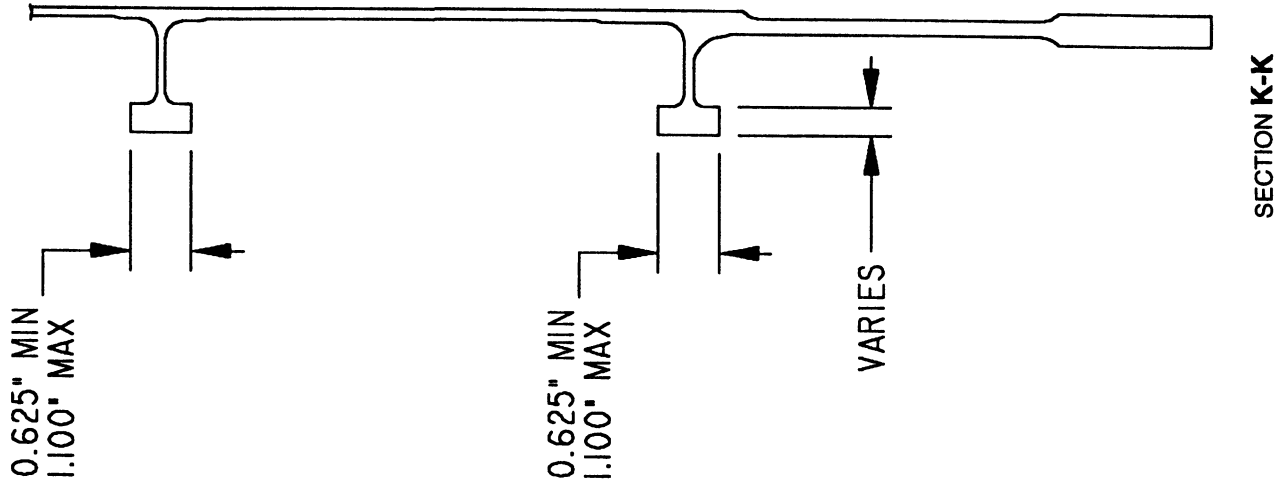 0.625" MIN
1.100" MAX
0.625" MIN
1.100" MAX
VARIES
SECTION K-K